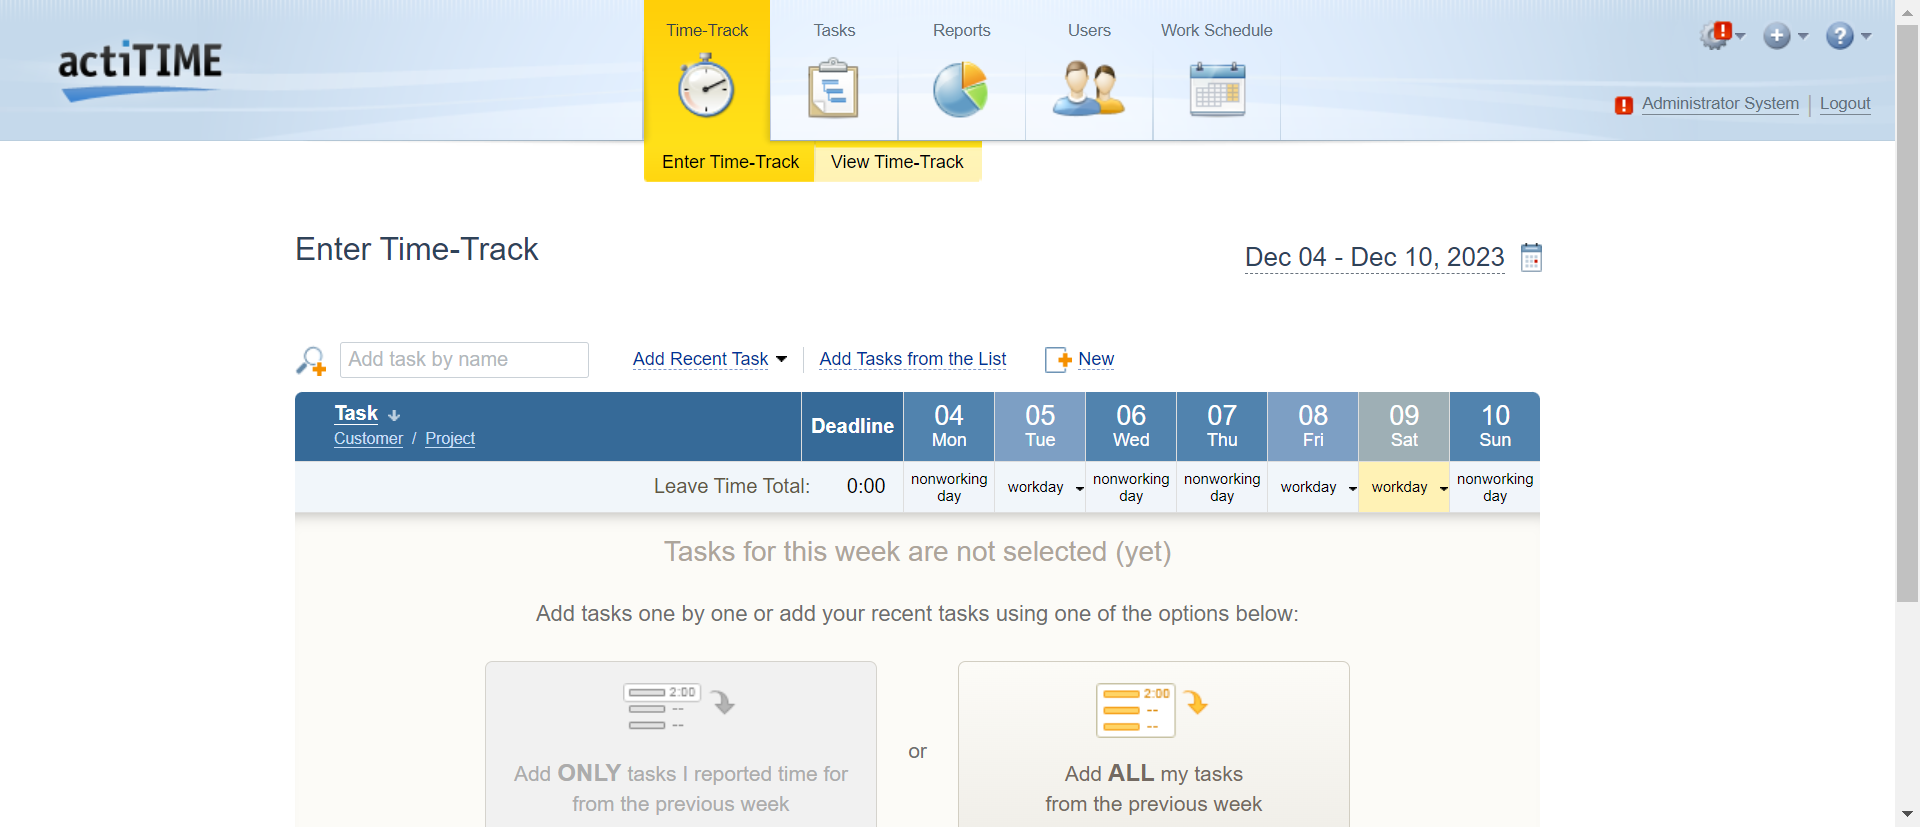 actiTIME
Time-Track
Tasks
Reports
Users
Work Schedule
Administrator System
Logout
Enter Time-Track
View Time-Track
Enter Time-Track
Dec 04 - Dec 10, 2023
Add task by name
Add Recent Task
Add Tasks from the List
New
Task
Customer / Project
Deadline
04
Mon
05
Tue
06
Wed
07
Thu
08
Fri
09
Sat
10
Sun
Leave Time Total:
0:00
nonworking
day
workday
nonworking
day
nonworking
day
workday
workday
nonworking
day
Tasks for this week are not selected (yet)
Add tasks one by one or add your recent tasks using one of the options below:
2:00
--
--
Add ONLY tasks I reported time for
from the previous week
or
2:00
--
--
Add ALL my tasks
from the previous week